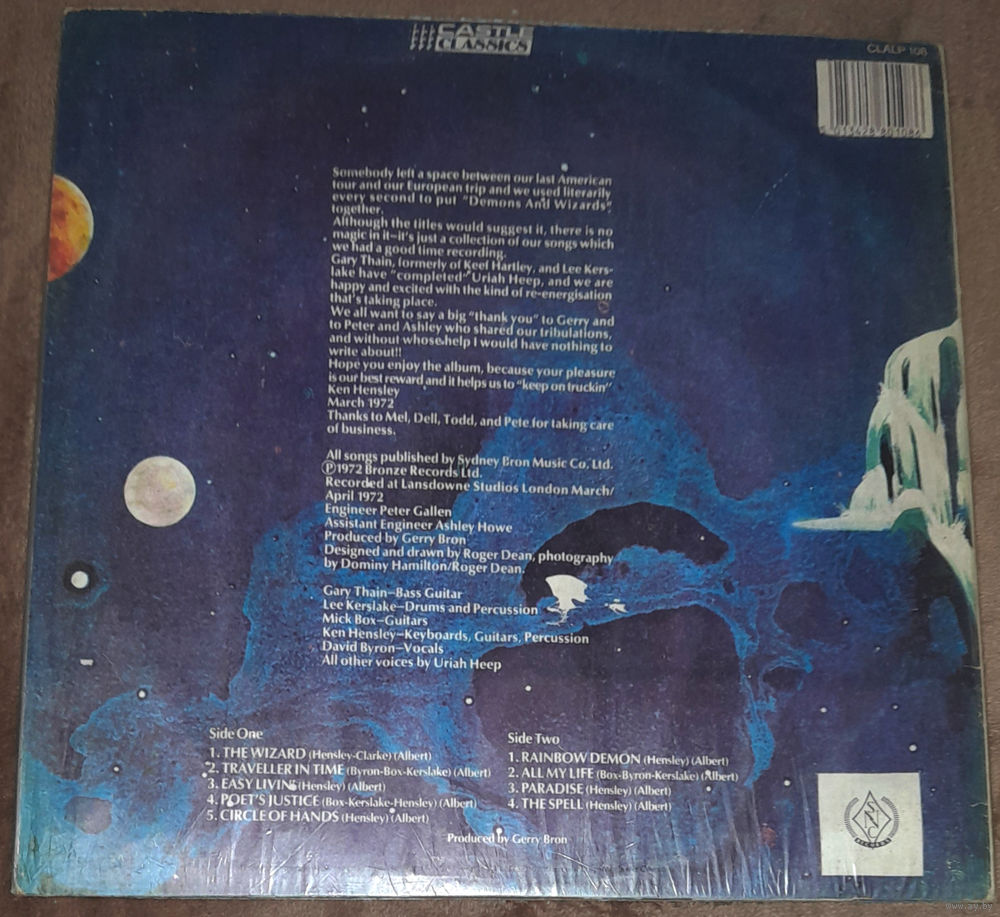 CASTLE
CLASSICS
CLALP 108
5 013428 801086
Somebody left a space between our last American
tour and our European trip and we used literarily
every second to put "Demons And Wizards"
together.
Although the titles would suggest it, there is no
magic in it—it's just a collection of our songs which
we had a good time recording.
Gary Thain, formerly of Keef Hartley, and Lee Kers-
lake have "completed" Uriah Heep, and we are
happy and excited with the kind of re-energisation
that's taking place.
We all want to say a big "thank you" to Gerry and
to Peter and Ashley who shared our tribulations,
and without whose help I would have nothing to
write about!!
Hope you enjoy the album, because your pleasure
is our best reward and it helps us to "keep on truckin"
Ken Hensley
March 1972
Thanks to Mel, Dell, Todd, and Pete for taking care
of business.
All songs published by Sydney Bron Music Co. Ltd.
Ⓟ1972 Bronze Records Ltd.
Recorded at Lansdowne Studios London March/
April 1972
Engineer Peter Gallen
Assistant Engineer Ashley Howe
Produced by Gerry Bron
Designed and drawn by Roger Dean, photography
by Dominy Hamilton/Roger Dean.
Gary Thain—Bass Guitar
Lee Kerslake—Drums and Percussion
Mick Box—Guitars
Ken Hensley—Keyboards, Guitars, Percussion
David Byron—Vocals
All other voices by Uriah Heep
Side One
1. THE WIZARD (Hensley-Clarke) (Albert)
2. TRAVELLER IN TIME (Byron-Box-Kerslake) (Albert)
3. EASY LIVIN' (Hensley) (Albert)
4. POET'S JUSTICE (Box-Kerslake-Hensley) (Albert)
5. CIRCLE OF HANDS (Hensley) (Albert)
Side Two
1. RAINBOW DEMON (Hensley) (Albert)
2. ALL MY LIFE (Box-Byron-Kerslake) (Albert)
3. PARADISE (Hensley) (Albert)
4. THE SPELL (Hensley) (Albert)
Produced by Gerry Bron
SNC
RECORDS
www.ay.by